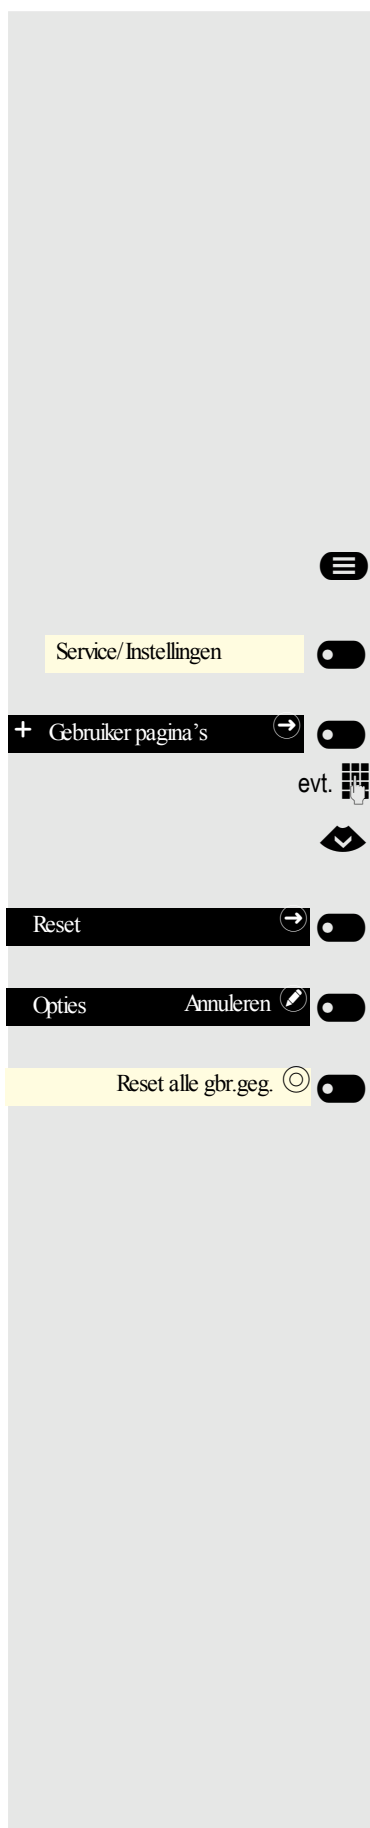 Service/Instellingen
+ Gebruiker pagina's
evt.
Reset
Opties Annuleren
Reset alle gbr.geg.